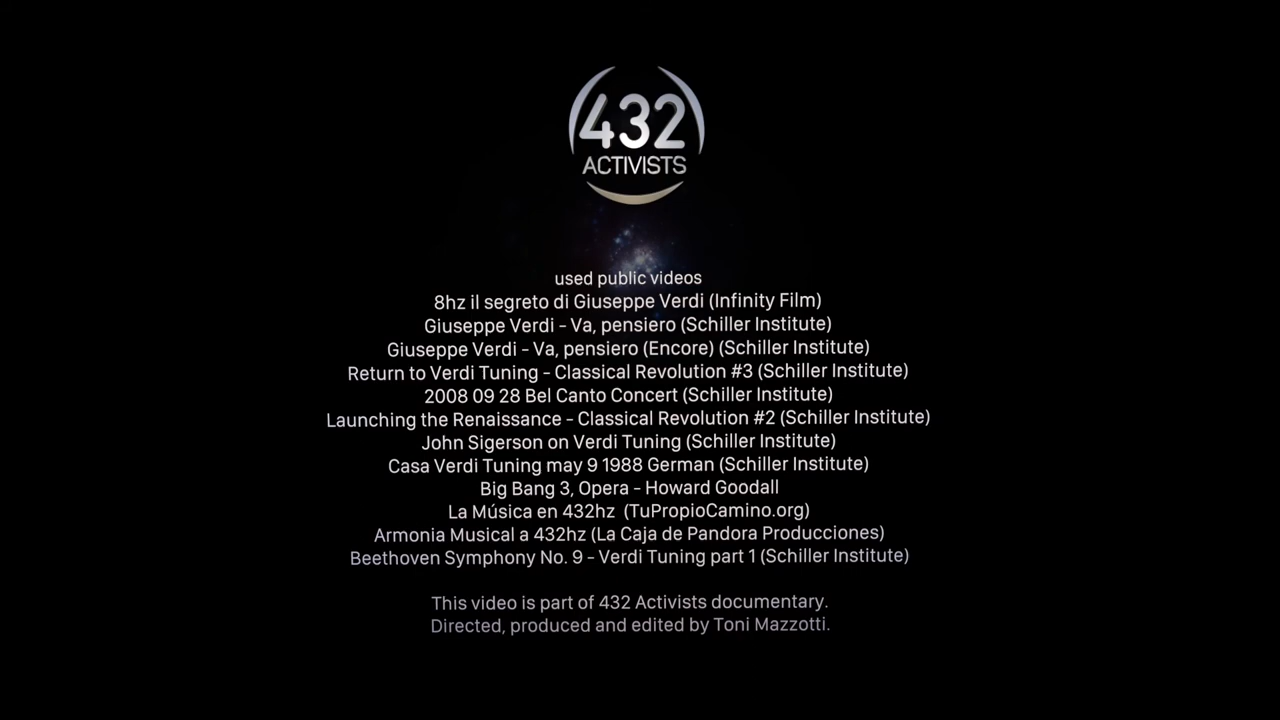 432
ACTIVISTS
used public videos
8hz il segreto di Giuseppe Verdi (Infinity Film)
Giuseppe Verdi - Va, pensiero (Schiller Institute)
Giuseppe Verdi - Va, pensiero (Encore) (Schiller Institute)
Return to Verdi Tuning - Classical Revolution #3 (Schiller Institute)
2008 09 28 Bel Canto Concert (Schiller Institute)
Launching the Renaissance - Classical Revolution #2 (Schiller Institute)
John Sigerson on Verdi Tuning (Schiller Institute)
Casa Verdi Tuning may 9 1988 German (Schiller Institute)
Big Bang 3, Opera - Howard Goodall
La Música en 432hz (TuPropioCamino.org)
Armonia Musical a 432hz (La Caja de Pandora Producciones)
Beethoven Symphony No. 9 - Verdi Tuning part 1 (Schiller Institute)
This video is part of 432 Activists documentary.
Directed, produced and edited by Toni Mazzotti.